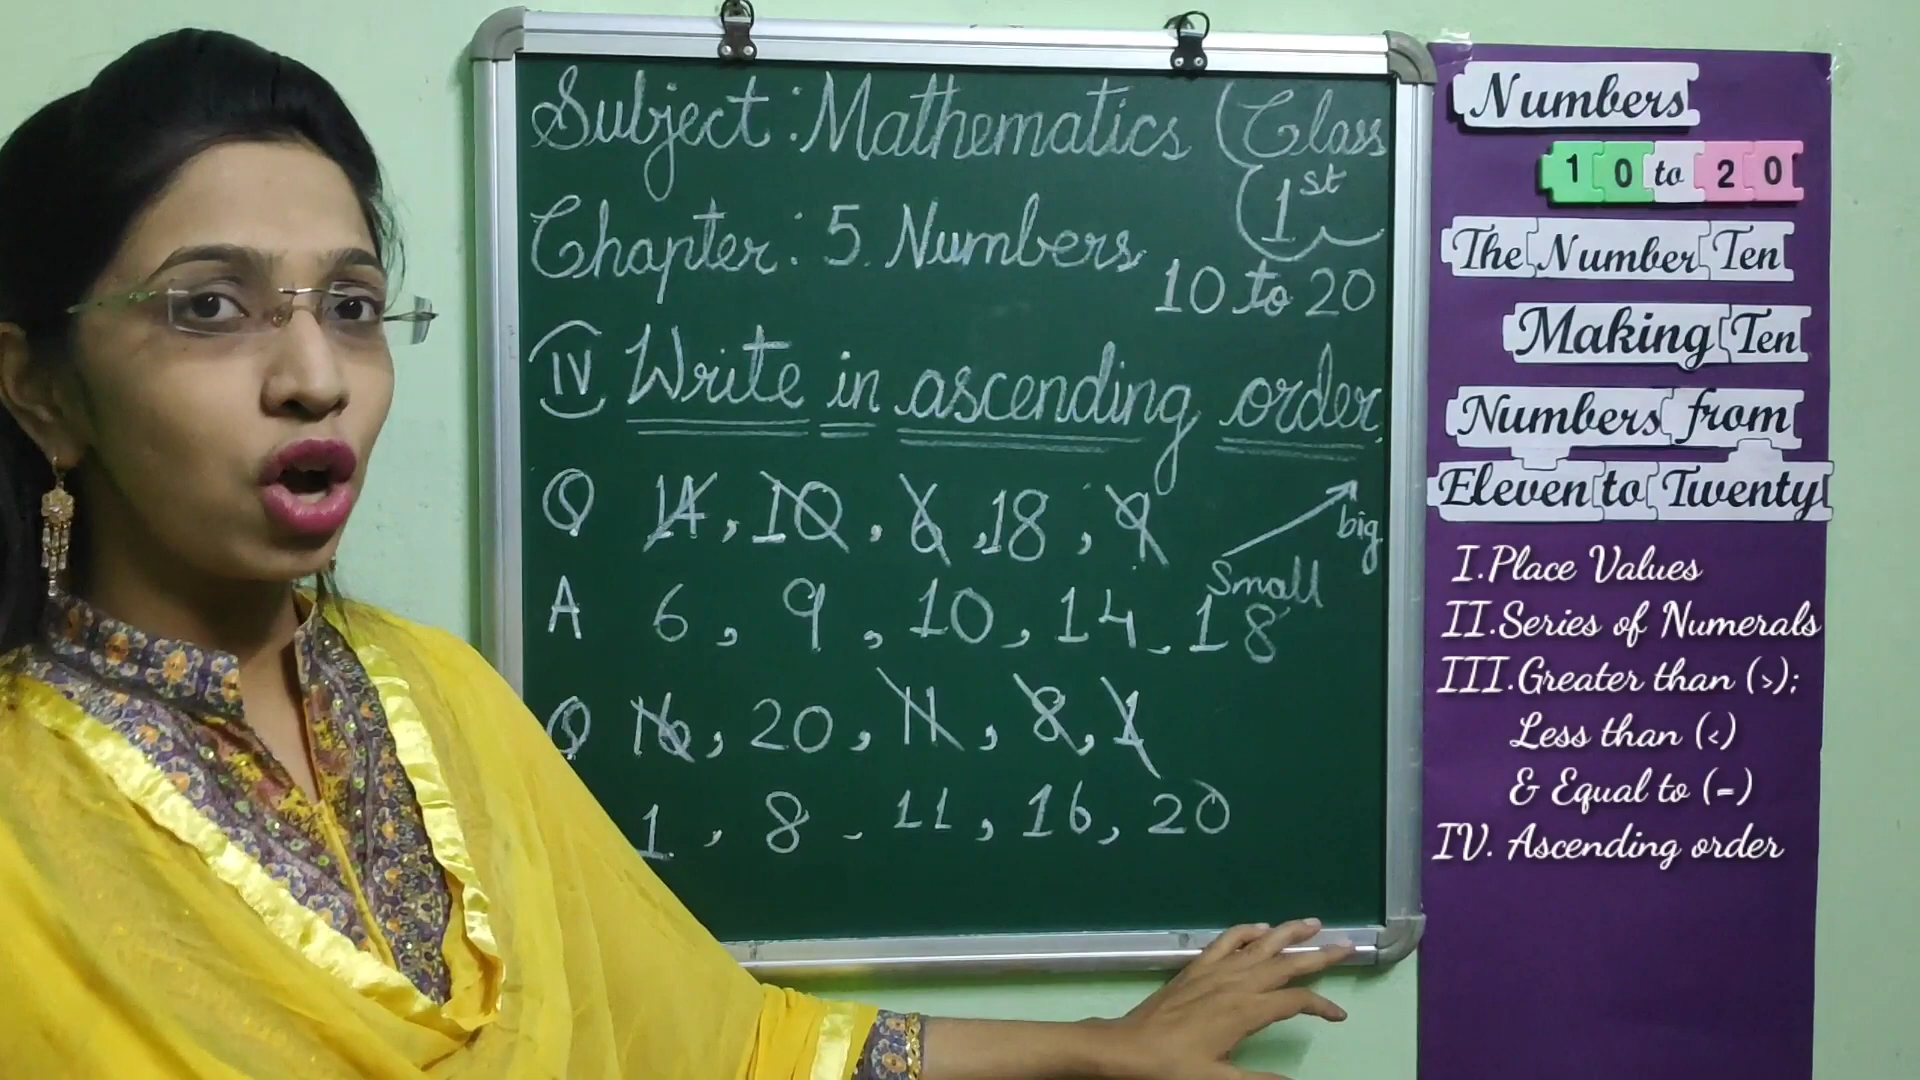 Subject : Mathematics (Class
1st
Chapter : 5. Numbers
10 to 20
IV Write in ascending order.
Q 14, 10, 6, 18, 9
big
Small
A 6, 9, 10, 14, 18
Q 16, 20, 11, 8, 1
1, 8, 11, 16, 20
Numbers
10 to 20
The Number Ten
Making Ten
Numbers from
Eleven to Twenty
I. Place Values
II. Series of Numerals
III. Greater than (>);
Less than (<)
& Equal to (=)
IV. Ascending order